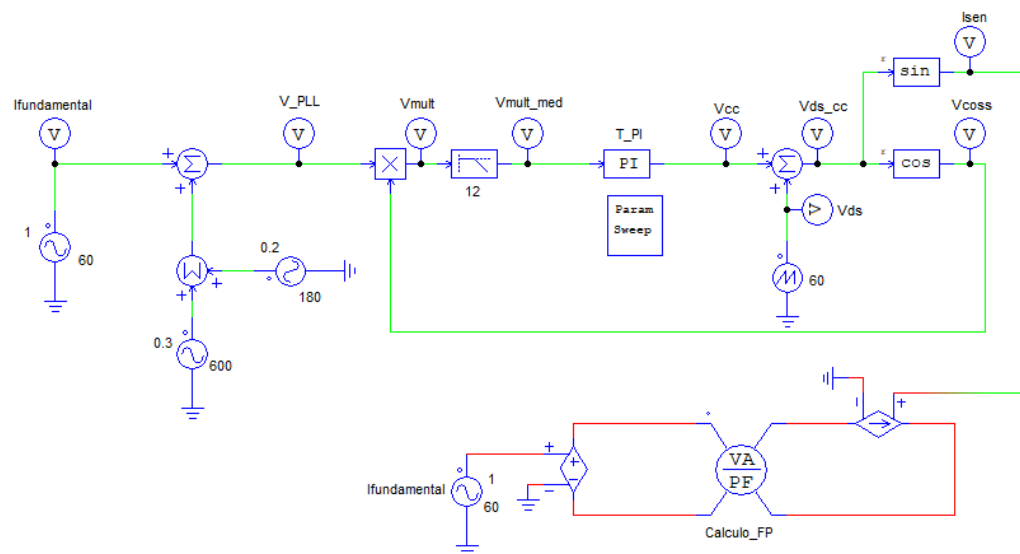 Isen
V
x
sin
Ifundamental
V
V_PLL
V
Vmult
V
Vmult_med
V
T_PI
Vcc
V
Vds_cc
V
Vcoss
V
+
Σ
+
×
12
PI
+
Σ
+
x
cos
Param
Sweep
V
Vds
1
60
0.2
180
Σ
+
+
60
0.3
600
+
+
+
-
-
VA
PF
Ifundamental
1
60
Calculo_FP